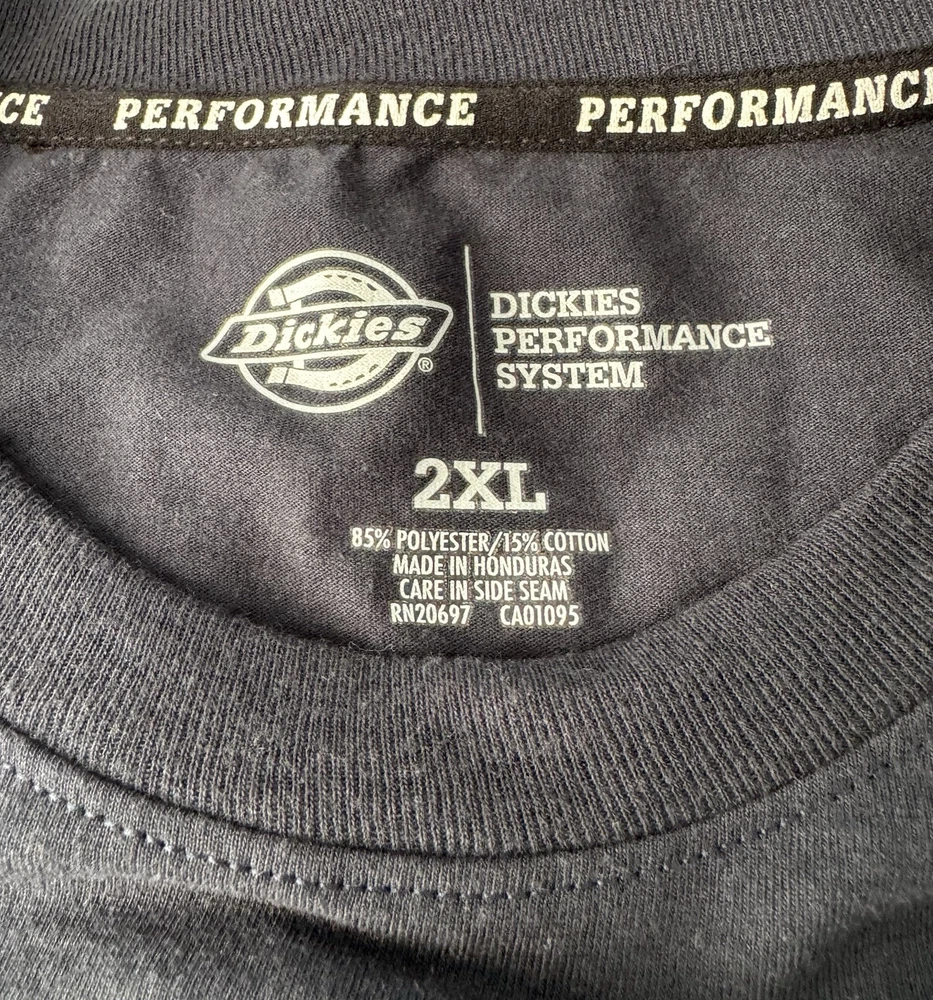 CE PERFORMANCE PERFORMANC
Dickies®
DICKIES
PERFORMANCE
SYSTEM
2XL
85% POLYESTER/15% COTTON
MADE IN HONDURAS
CARE IN SIDE SEAM
RN20697 CA01095